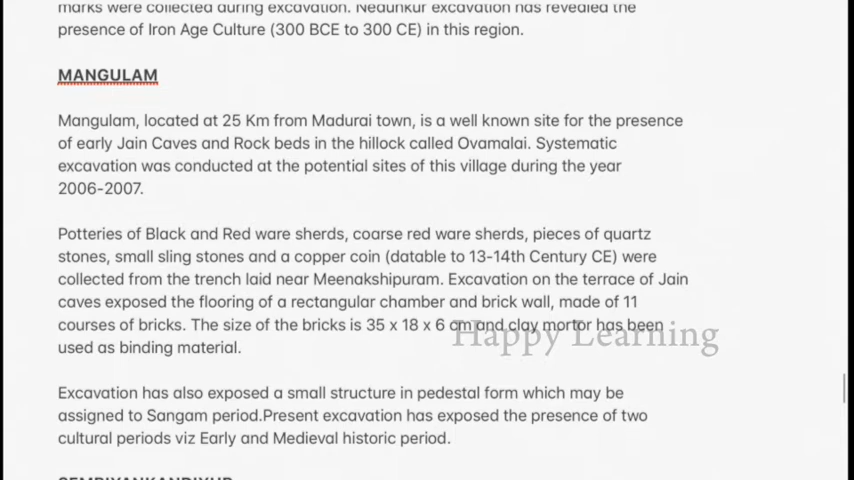 marks were collected during excavation. Nedunkur excavation has revealed the
presence of Iron Age Culture (300 BCE to 300 CE) in this region.
MANGULAM
Mangulam, located at 25 Km from Madurai town, is a well known site for the presence
of early Jain Caves and Rock beds in the hillock called Ovamalai. Systematic
excavation was conducted at the potential sites of this village during the year
2006-2007.
Potteries of Black and Red ware sherds, coarse red ware sherds, pieces of quartz
stones, small sling stones and a copper coin (datable to 13-14th Century CE) were
collected from the trench laid near Meenakshipuram. Excavation on the terrace of Jain
caves exposed the flooring of a rectangular chamber and brick wall, made of 11
courses of bricks. The size of the bricks is 35 x 18 x 6 cm and clay mortor has been
Happy Learning
used as binding material.
Excavation has also exposed a small structure in pedestal form which may be
assigned to Sangam period.Present excavation has exposed the presence of two
cultural periods viz Early and Medieval historic period.
SEMBIYANKANDIYUR